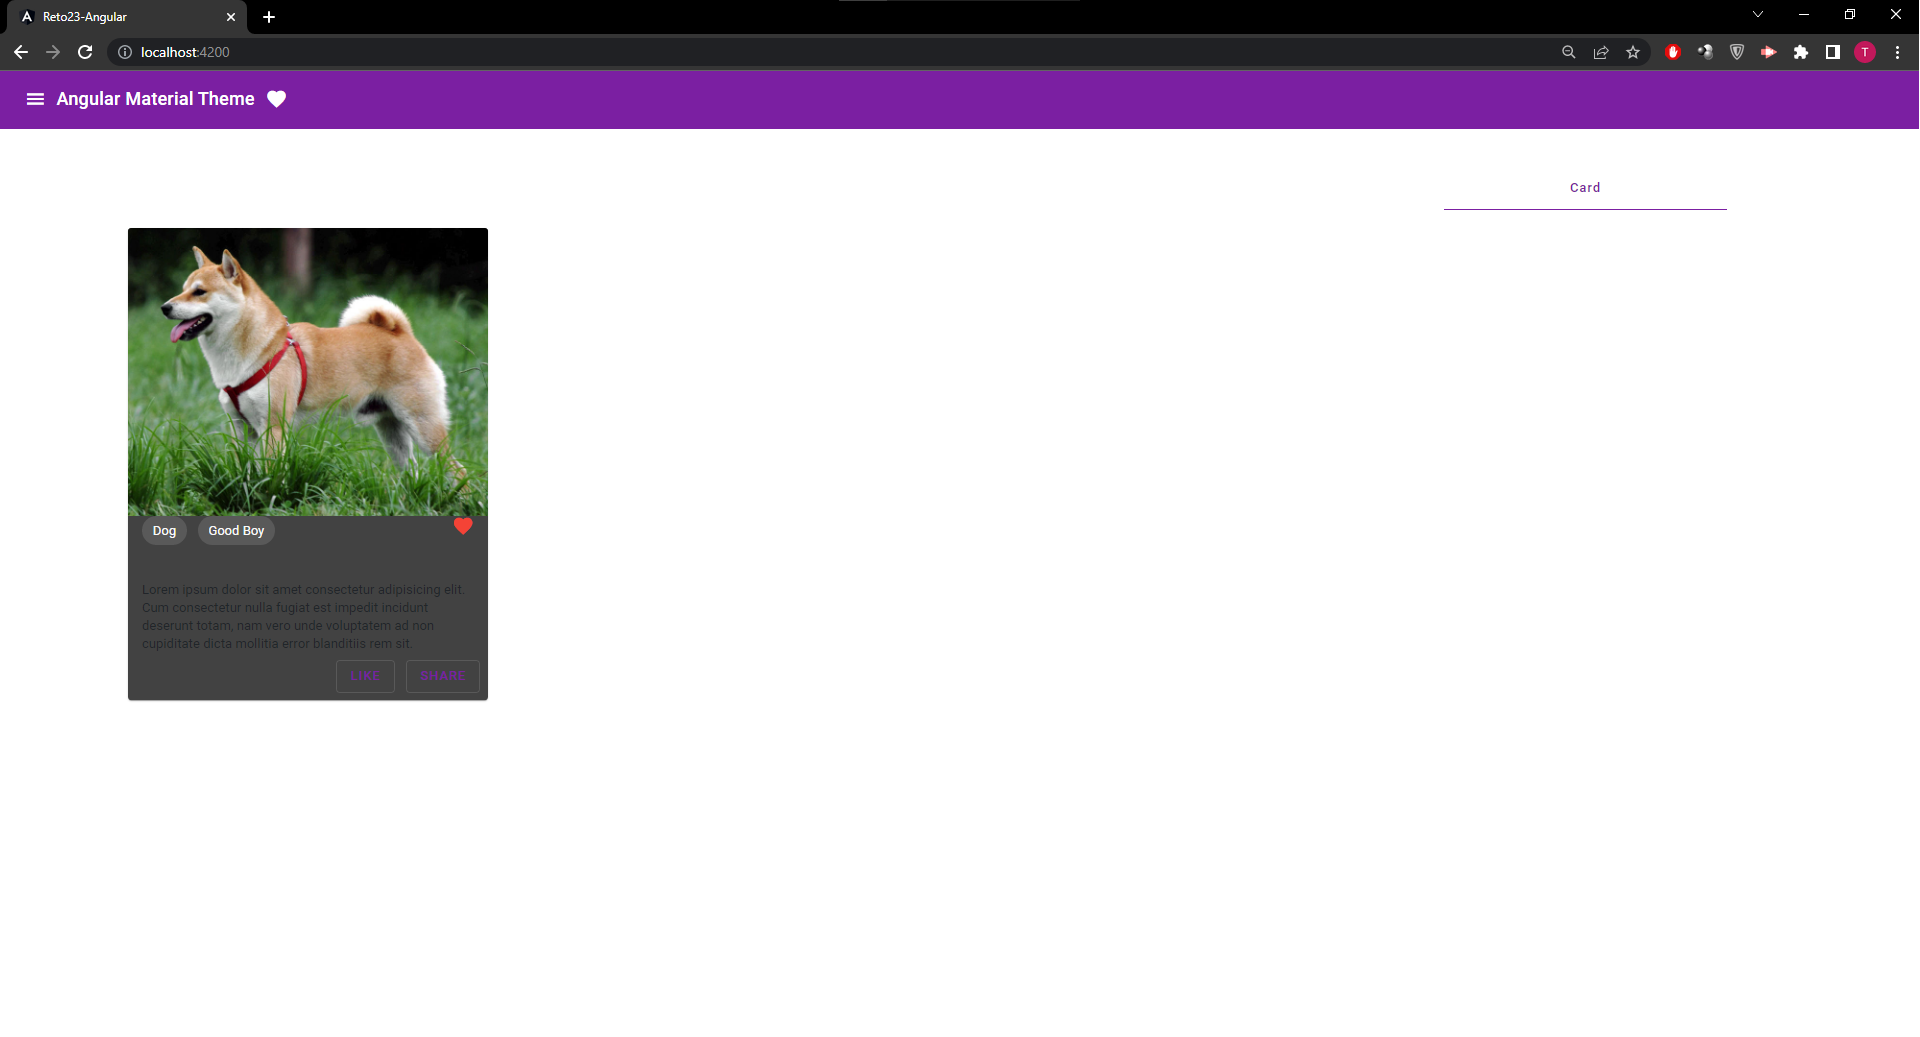 Reto23-Angular
localhost:4200
T
Angular Material Theme
Card
Dog
Good Boy
Lorem ipsum dolor sit amet consectetur adipisicing elit.
Cum consectetur nulla fugiat est impedit incidunt
deserunt totam, nam vero unde voluptatem ad non
cupiditate dicta mollitia error blanditiis rem sit.
LIKE
SHARE